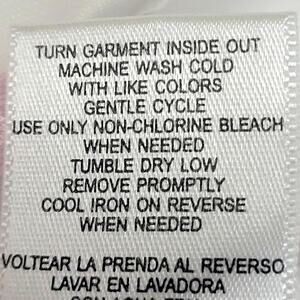 TURN GARMENT INSIDE OUT
MACHINE WASH COLD
WITH LIKE COLORS
GENTLE CYCLE
USE ONLY NON-CHLORINE BLEACH
WHEN NEEDED
TUMBLE DRY LOW
REMOVE PROMPTLY
COOL IRON ON REVERSE
WHEN NEEDED
VOLTEAR LA PRENDA AL REVERSO
LAVAR EN LAVADORA
CON AGUA